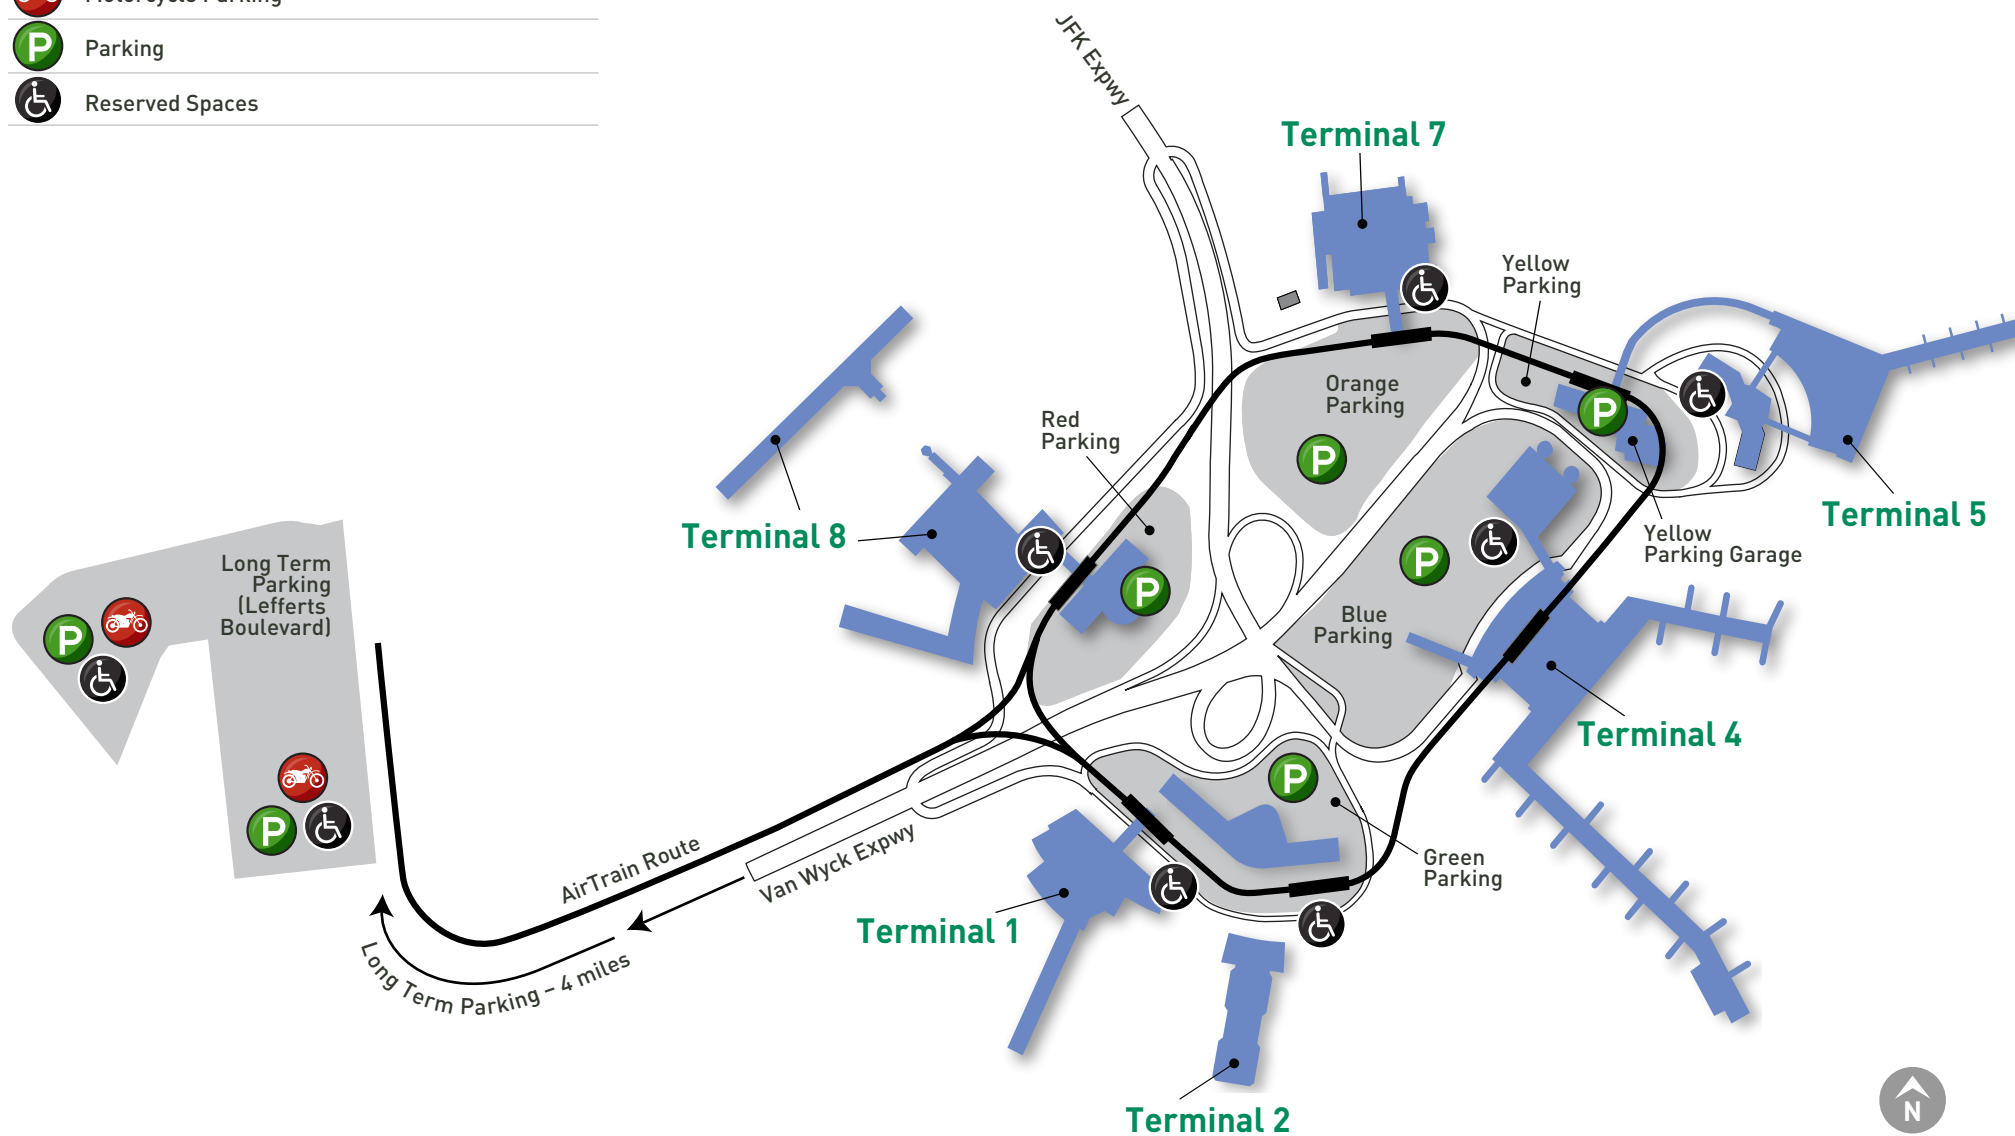 Motorcycle Parking
P
Parking
Reserved Spaces
JFK Expwy
Terminal 7
Yellow
Parking
Orange
Parking
P
Red
Parking
P
P
Terminal 8
Terminal 5
Yellow
Parking Garage
P
Blue
Parking
P
Long Term
Parking
(Lefferts
Boulevard)
P
P
Terminal 4
P
Green
Parking
AirTrain Route
Van Wyck Expwy
Long Term Parking – 4 miles
Terminal 1
Terminal 2
N